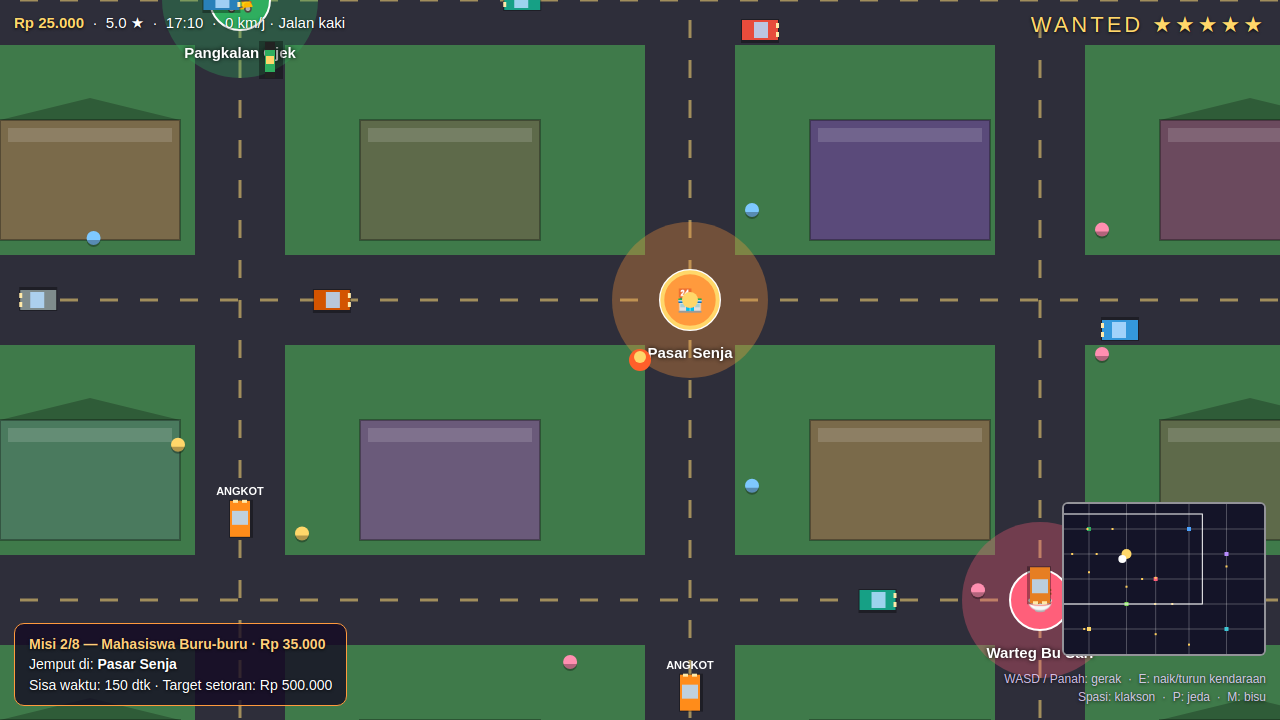 Rp 25.000 · 5.0 ★ · 17:10 · 0 km/j · Jalan kaki
WANTED ★★★★★
Pangkalan Ojek
Pasar Senja
ANGKOT
ANGKOT
Warteg Bu Sari
Misi 2/8 — Mahasiswa Buru-buru · Rp 35.000
Jemput di: Pasar Senja
Sisa waktu: 150 dtk · Target setoran: Rp 500.000
WASD / Panah: gerak · E: naik/turun kendaraan
Spasi: klakson · P: jeda · M: bisu